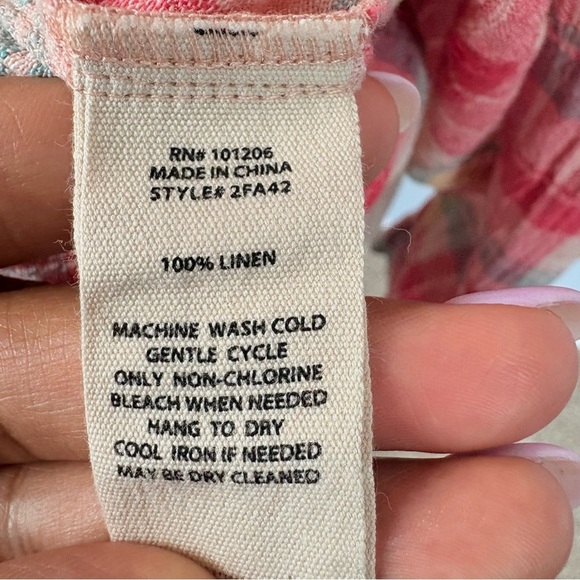 RN# 101206
MADE IN CHINA
STYLE# 2FA42
100% LINEN
MACHINE WASH COLD
GENTLE CYCLE
ONLY NON-CHLORINE
BLEACH WHEN NEEDED
HANG TO DRY
COOL IRON IF NEEDED
MAY BE DRY CLEANED